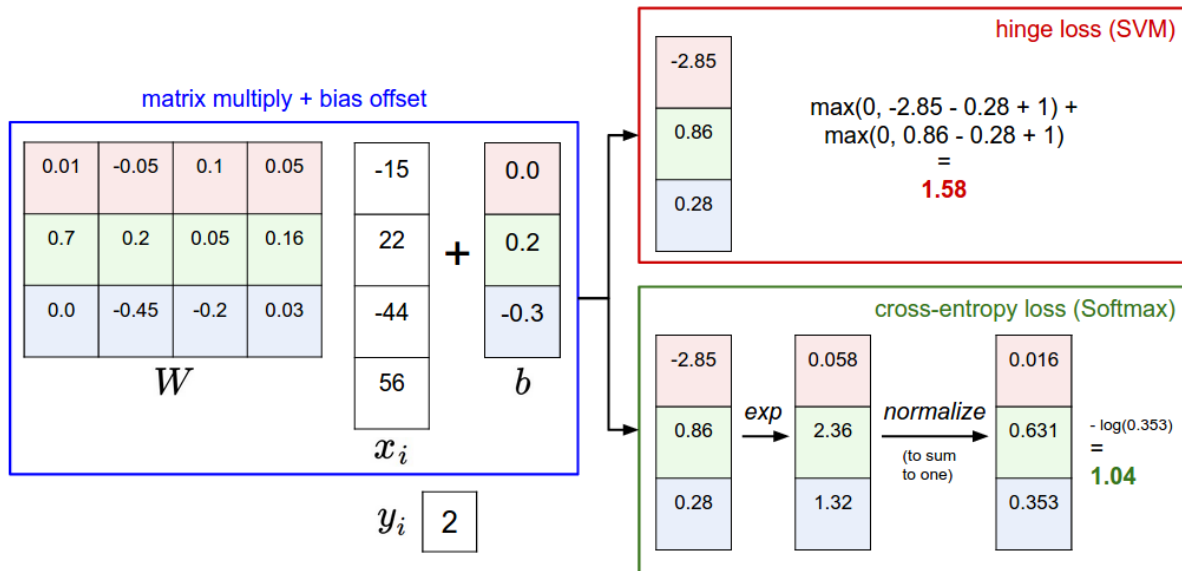 matrix multiply + bias offset
0.01 -0.05 0.1 0.05
0.7 0.2 0.05 0.16
0.0 -0.45 -0.2 0.03
W
-15
22
-44
56
x_i
+
0.0
0.2
-0.3
b
y_i 2
hinge loss (SVM)
-2.85
0.86
0.28
max(0, -2.85 - 0.28 + 1) +
max(0, 0.86 - 0.28 + 1)
=
1.58
cross-entropy loss (Softmax)
-2.85
0.86
0.28
exp
0.058
2.36
1.32
normalize
(to sum
to one)
0.016
0.631
0.353
- log(0.353)
=
1.04